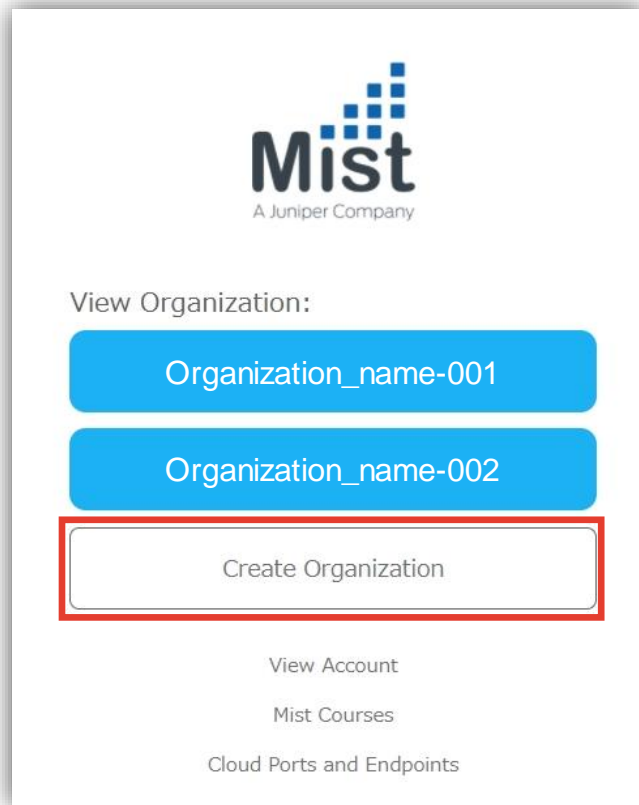 Mist
A Juniper Company
View Organization:
Organization_name-001
Organization_name-002
Create Organization
View Account
Mist Courses
Cloud Ports and Endpoints